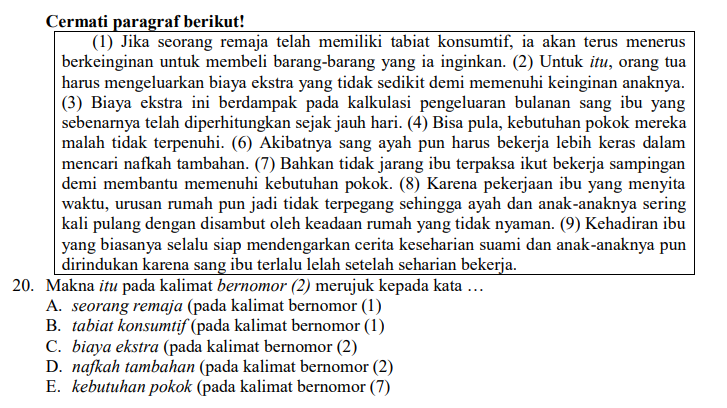 Cermati paragraf berikut!
(1) Jika seorang remaja telah memiliki tabiat konsumtif, ia akan terus menerus
berkeinginan untuk membeli barang-barang yang ia inginkan. (2) Untuk itu, orang tua
harus mengeluarkan biaya ekstra yang tidak sedikit demi memenuhi keinginan anaknya.
(3) Biaya ekstra ini berdampak pada kalkulasi pengeluaran bulanan sang ibu yang
sebenarnya telah diperhitungkan sejak jauh hari. (4) Bisa pula, kebutuhan pokok mereka
malah tidak terpenuhi. (6) Akibatnya sang ayah pun harus bekerja lebih keras dalam
mencari nafkah tambahan. (7) Bahkan tidak jarang ibu terpaksa ikut bekerja sampingan
demi membantu memenuhi kebutuhan pokok. (8) Karena pekerjaan ibu yang menyita
waktu, urusan rumah pun jadi tidak terpegang sehingga ayah dan anak-anaknya sering
kali pulang dengan disambut oleh keadaan rumah yang tidak nyaman. (9) Kehadiran ibu
yang biasanya selalu siap mendengarkan cerita keseharian suami dan anak-anaknya pun
dirindukan karena sang ibu terlalu lelah setelah seharian bekerja.
20. Makna itu pada kalimat bernomor (2) merujuk kepada kata …
A. seorang remaja (pada kalimat bernomor (1)
B. tabiat konsumtif (pada kalimat bernomor (1)
C. biaya ekstra (pada kalimat bernomor (2)
D. nafkah tambahan (pada kalimat bernomor (2)
E. kebutuhan pokok (pada kalimat bernomor (7)